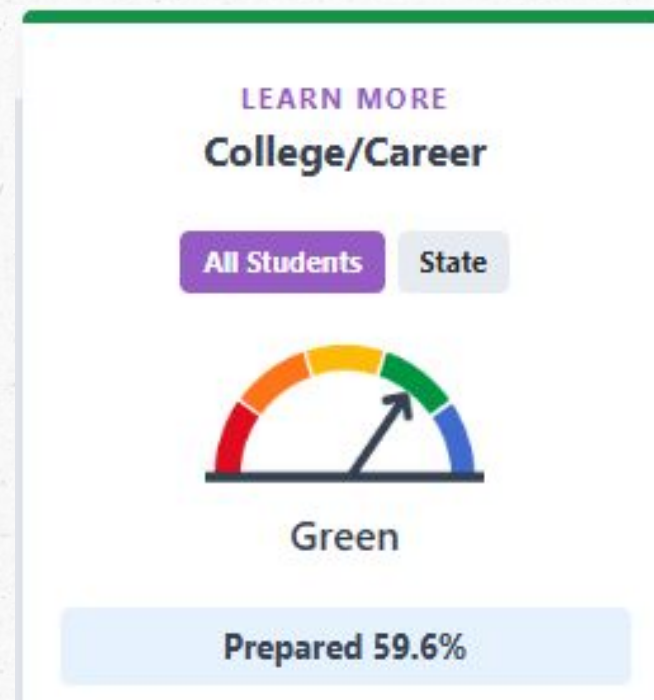 LEARN MORE
College/Career
All Students State
Green
Prepared 59.6%